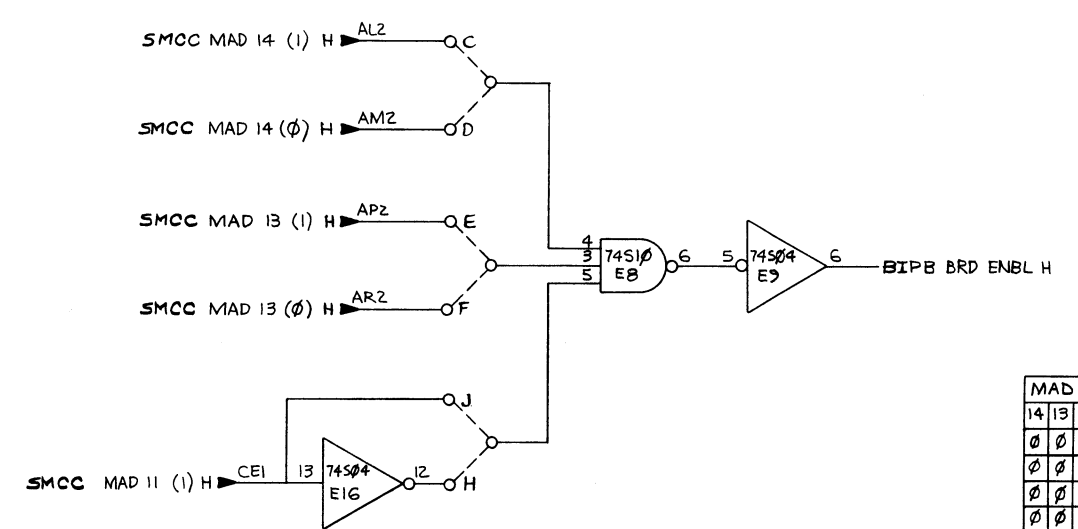 AL2
SMCC MAD 14 (1) H
C
AM2
SMCC MAD 14 (Ø) H
D
AP2
SMCC MAD 13 (1) H
E
4
3
5
74S1Ø
E8
6
5
74SØ4
E9
6
BIPB BRD ENBL H
AR2
SMCC MAD 13 (Ø) H
F
J
MAD
14 13
Ø Ø
Ø Ø
Ø Ø
Ø Ø
SMCC MAD 11 (1) H
CE1
13
74SØ4
E16
12
H